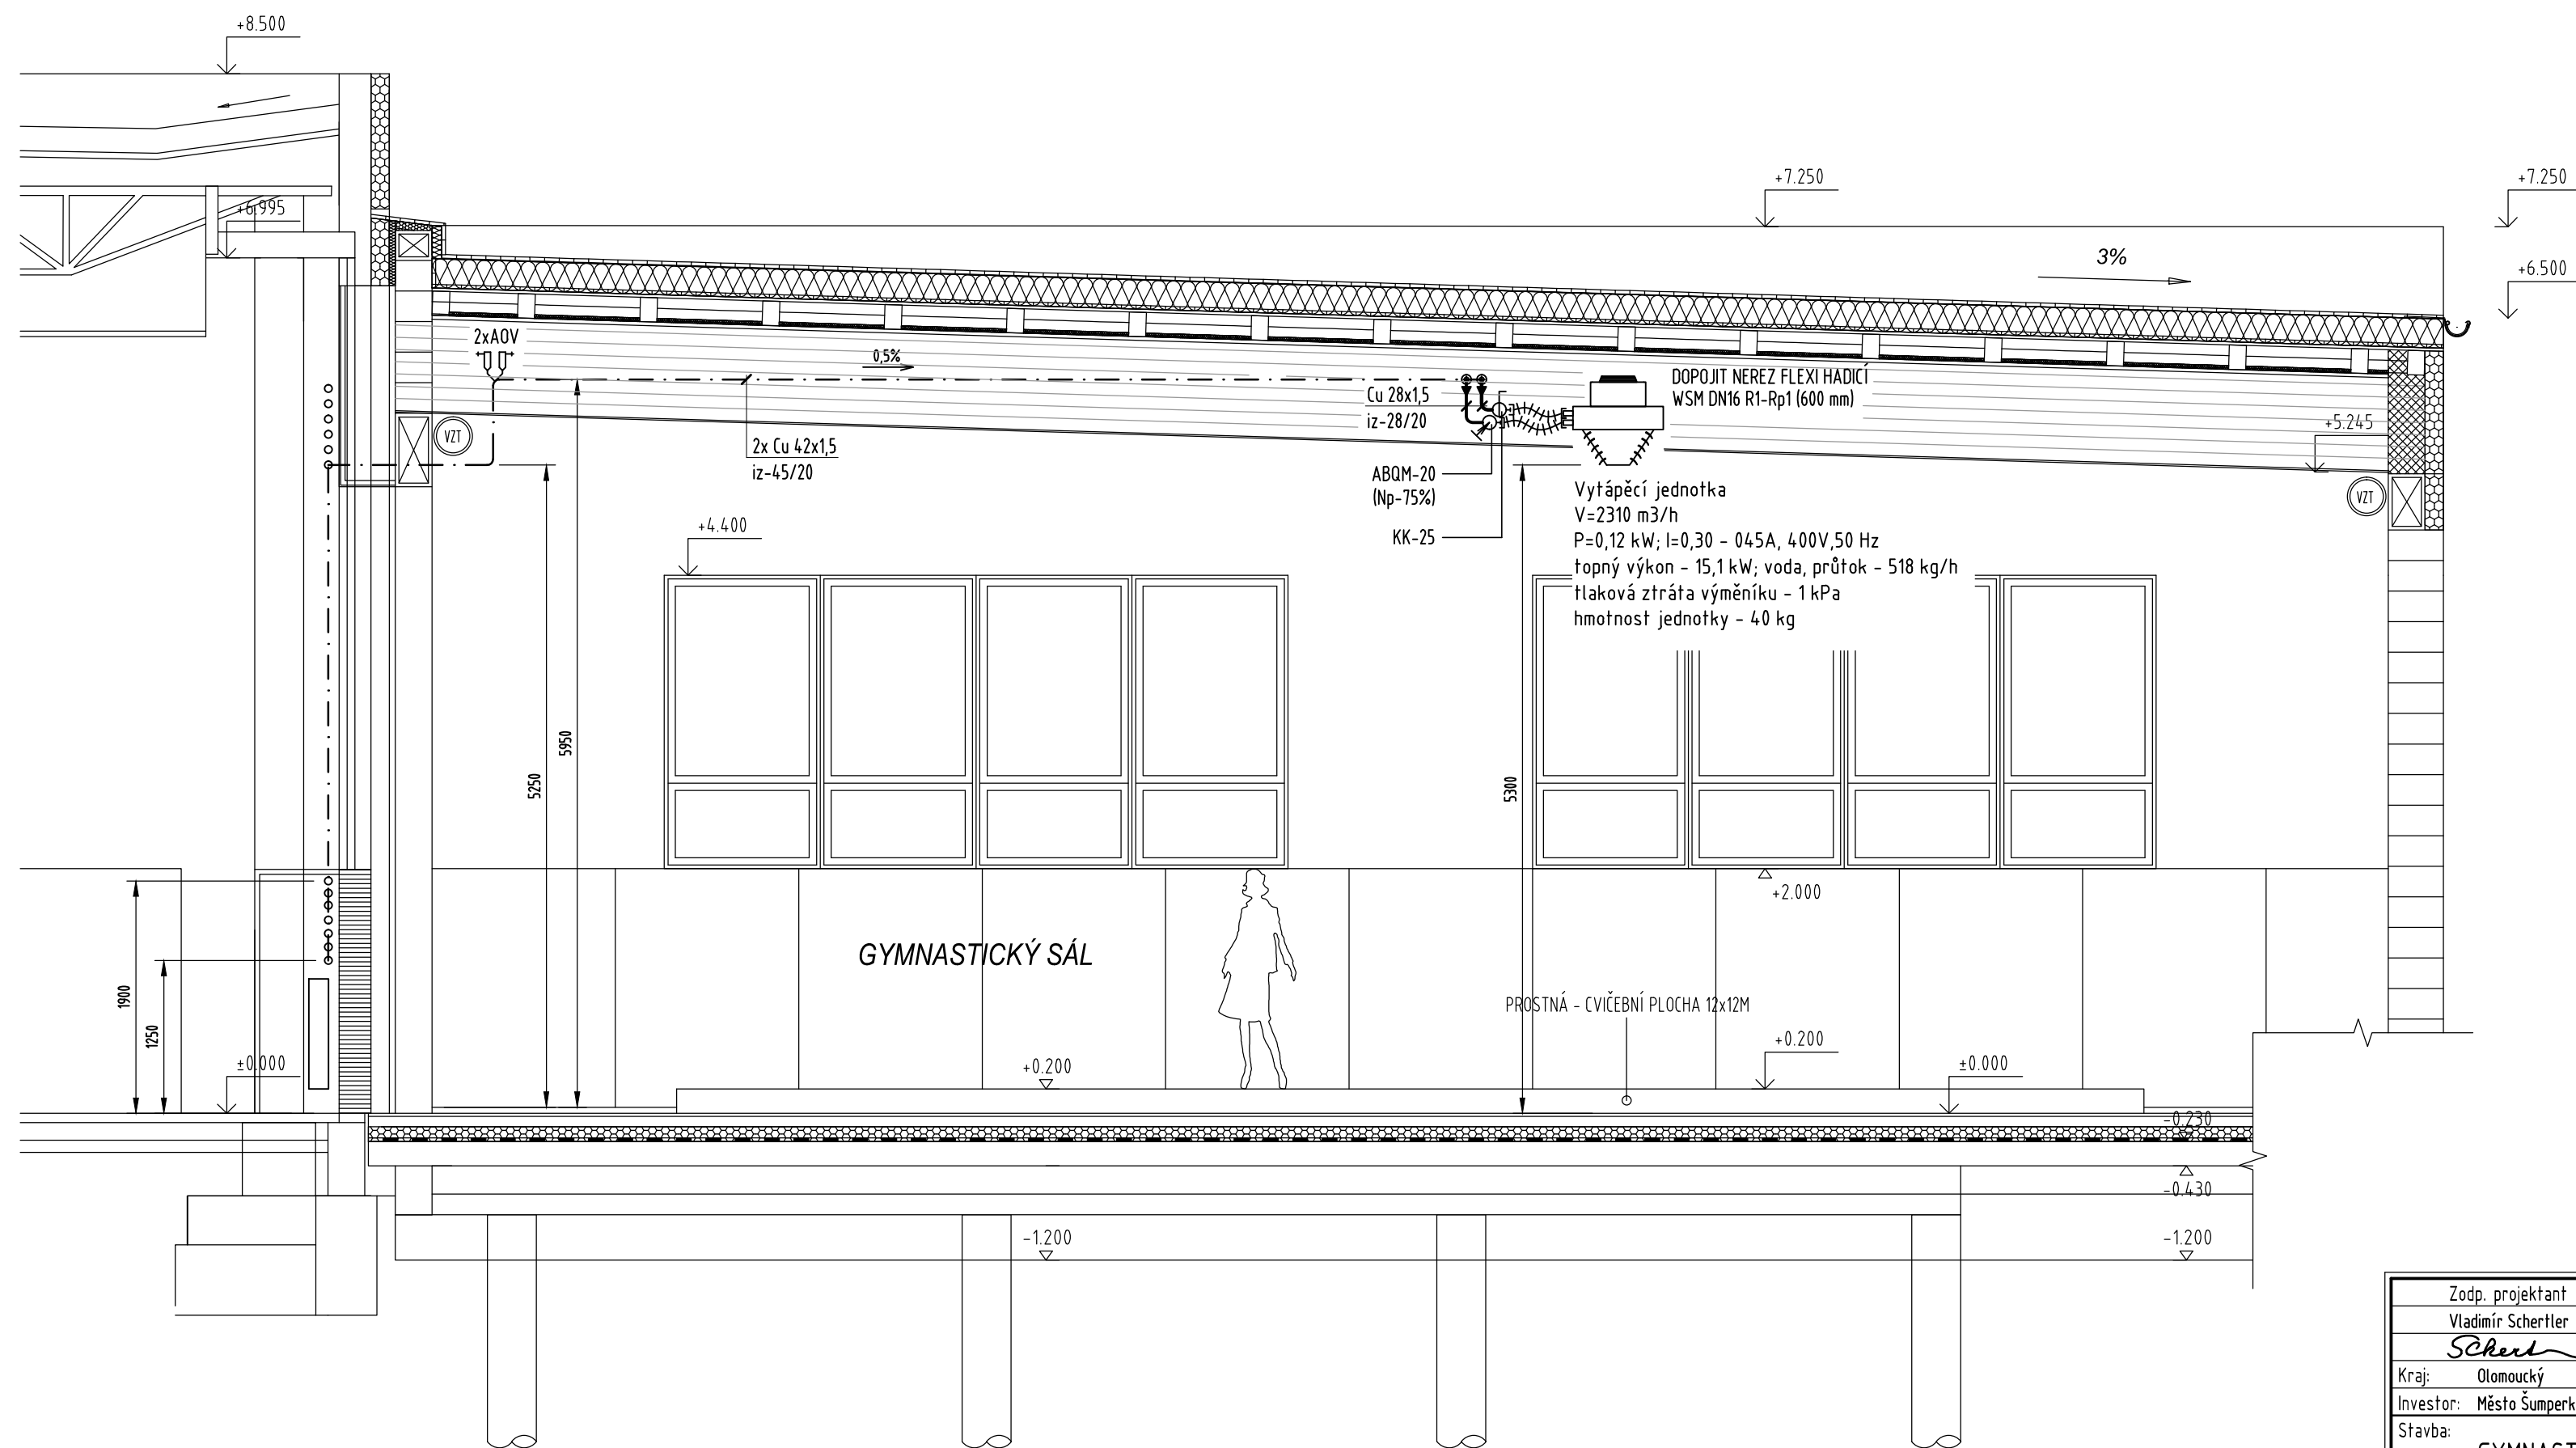 +8.500
+7.250
+7.250
+6.995
3%
+6.500
2xAOV
0,5%
DOPOJIT NEREZ FLEXI HADICÍ
WSM DN16 R1-Rp1 (600 mm)
Cu 28x1,5
iz-28/20
+5.245
VZT
2x Cu 42x1,5
iz-45/20
ABQM-20
(Np-75%)
KK-25
Vytápěcí jednotka
V=2310 m3/h
P=0,12 kW; I=0,30 - 045A, 400V,50 Hz
topný výkon - 15,1 kW; voda, průtok - 518 kg/h
tlaková ztráta výměníku - 1 kPa
hmotnost jednotky - 40 kg
VZT
+4.400
5250
5950
5300
+2.000
GYMNASTICKÝ SÁL
1900
1250
PROSTNÁ - CVIČEBNÍ PLOCHA 12x12M
±0.000
+0.200
+0.200
±0.000
-0.230
-0.430
-1.200
-1.200
Zodp. projektant
Vladimír Schertler
Kraj: Olomoucký
Investor: Město Šumperk
Stavba: